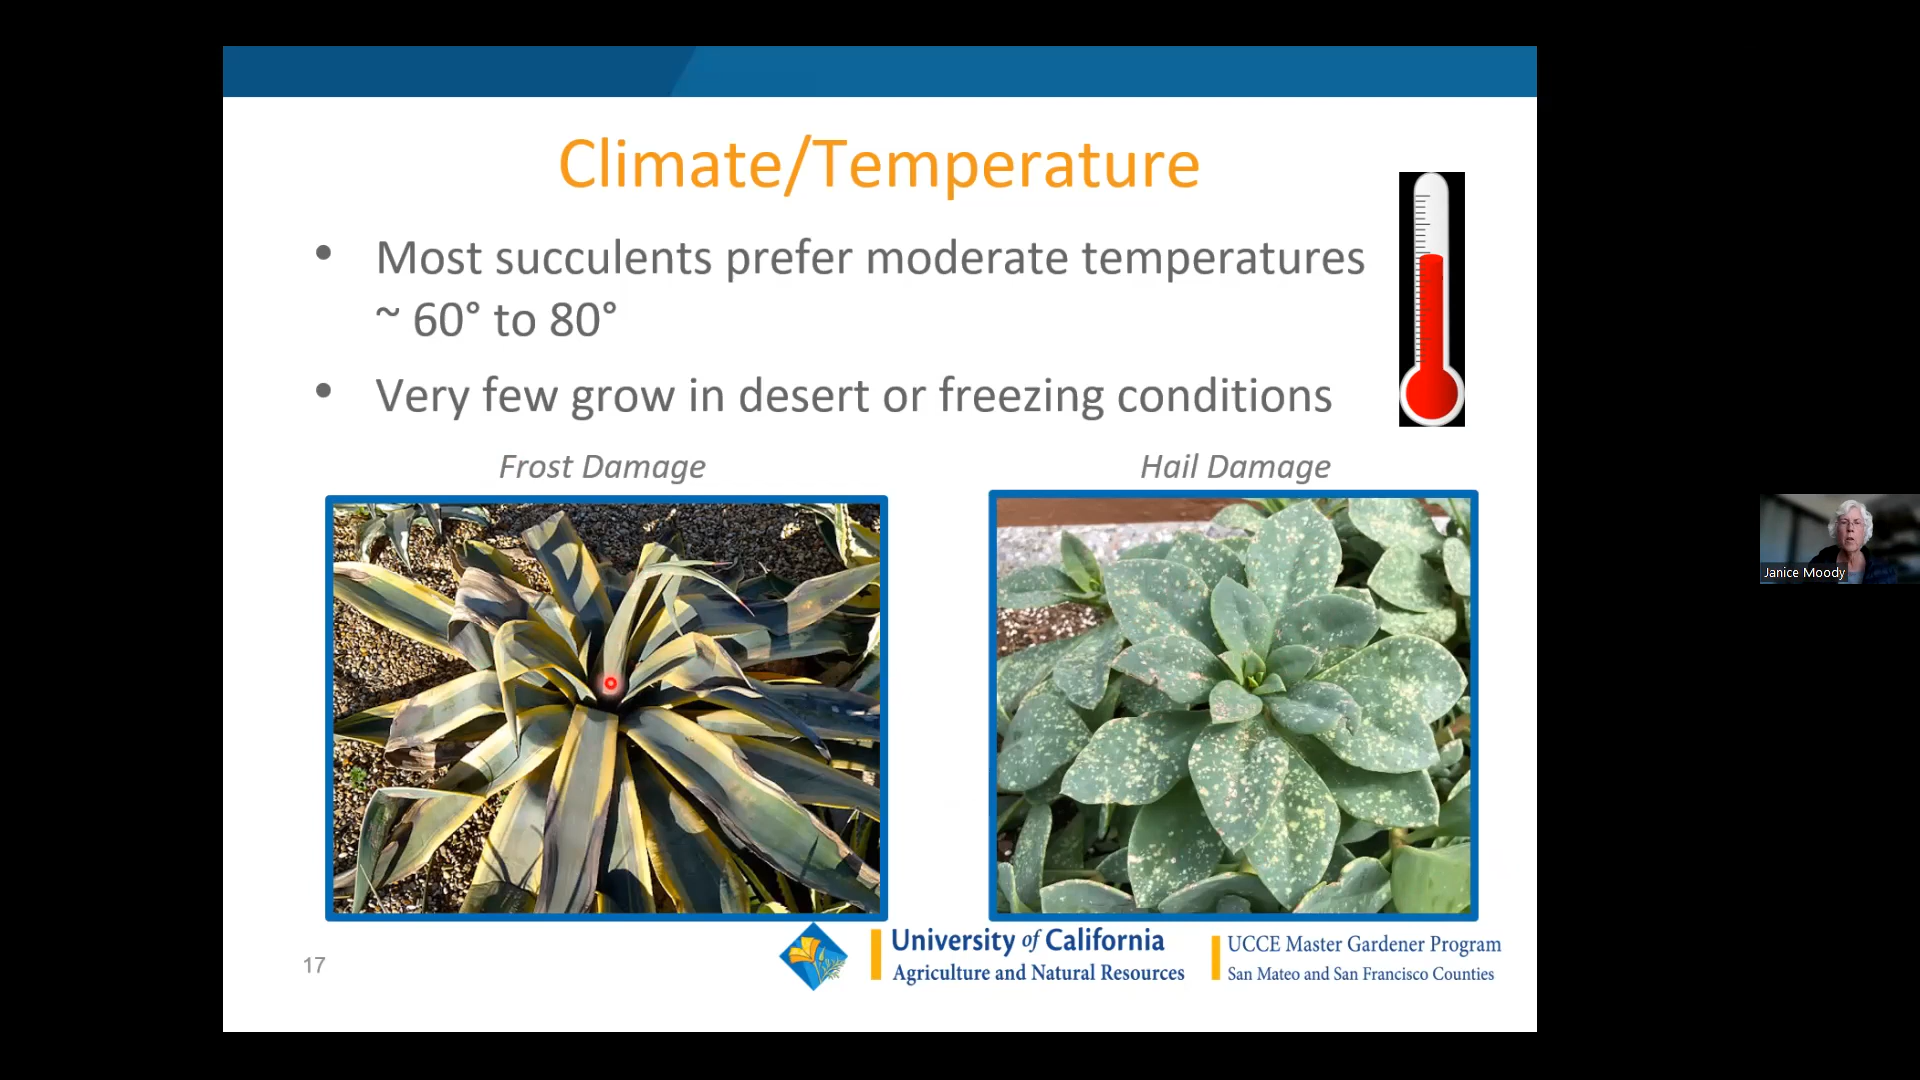 Climate/Temperature
• Most succulents prefer moderate temperatures
~ 60° to 80°
• Very few grow in desert or freezing conditions
Frost Damage
Hail Damage
Janice Moody
17
University of California
Agriculture and Natural Resources
UCCE Master Gardener Program
San Mateo and San Francisco Counties